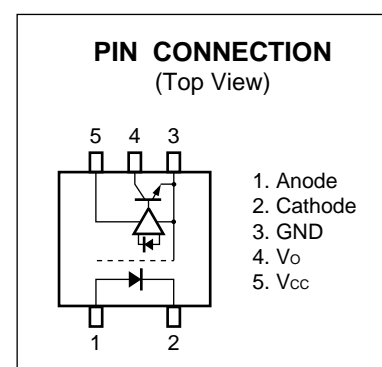 PIN CONNECTION
(Top View)
5 4 3
1. Anode
2. Cathode
3. GND
4. Vo
5. Vcc
1 2